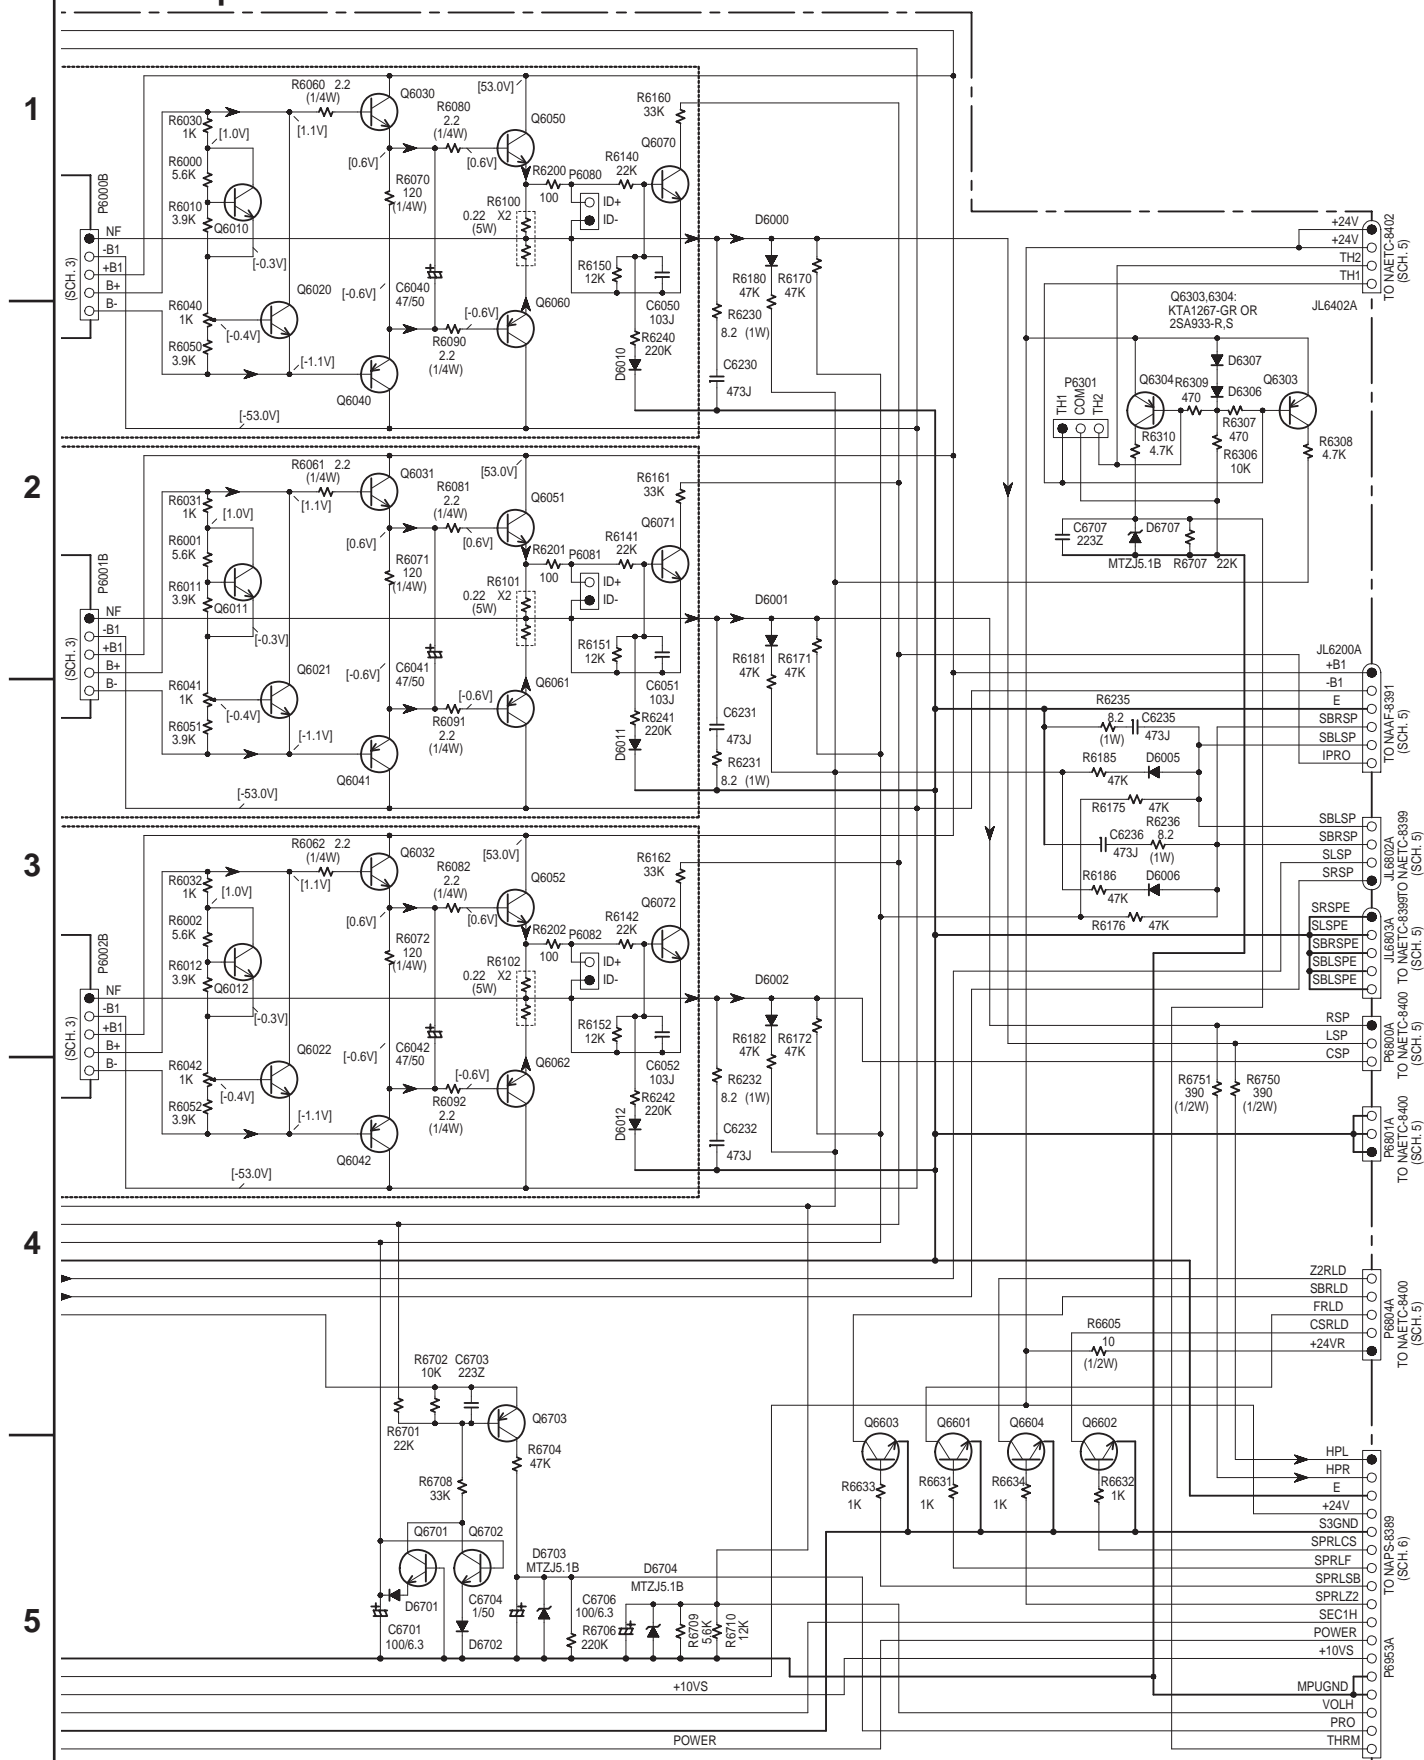 1
2
3
4
5
P6000B
(SCH. 3)
NF
-B1
+B1
B+
B-
R6030
1K
R6000
5.6K
R6010
3.9K
Q6010
[1.0V]
[-0.3V]
R6040
1K
R6050
3.9K
[-0.4V]
Q6020
[1.1V]
[-1.1V]
R6060 2.2
(1/4W)
Q6030
Q6040
[0.6V]
R6070
120
(1/4W)
[-0.6V]
C6040
47/50
R6080
2.2
(1/4W)
[0.6V]
[-0.6V]
R6090
2.2
(1/4W)
[53.0V]
[-53.0V]
Q6050
Q6060
R6100
0.22 X2
(5W)
R6200
100
P6080
ID+
ID-
R6140
22K
R6150
12K
C6050
103J
R6160
33K
Q6070
R6240
220K
D6010
D6000
R6180
47K
R6170
47K
R6230
8.2 (1W)
C6230
473J
P6001B
(SCH. 3)
NF
-B1
+B1
B+
B-
R6031
1K
R6001
5.6K
R6011
3.9K
Q6011
[1.0V]
[-0.3V]
R6041
1K
R6051
3.9K
[-0.4V]
Q6021
[1.1V]
[-1.1V]
R6061 2.2
(1/4W)
Q6031
Q6041
[0.6V]
R6071
120
(1/4W)
[-0.6V]
C6041
47/50
R6081
2.2
(1/4W)
[0.6V]
[-0.6V]
R6091
2.2
(1/4W)
[53.0V]
[-53.0V]
Q6051
Q6061
R6101
0.22 X2
(5W)
R6201
100
P6081
ID+
ID-
R6141
22K
R6151
12K
C6051
103J
R6161
33K
Q6071
R6241
220K
D6011
D6001
R6181
47K
R6171
47K
C6231
473J
R6231
8.2 (1W)
P6002B
(SCH. 3)
NF
-B1
+B1
B+
B-
R6032
1K
R6002
5.6K
R6012
3.9K
Q6012
[1.0V]
[-0.3V]
R6042
1K
R6052
3.9K
[-0.4V]
Q6022
[1.1V]
[-1.1V]
R6062 2.2
(1/4W)
Q6032
Q6042
[0.6V]
R6072
120
(1/4W)
[-0.6V]
C6042
47/50
R6082
2.2
(1/4W)
[0.6V]
[-0.6V]
R6092
2.2
(1/4W)
[53.0V]
[-53.0V]
Q6052
Q6062
R6102
0.22 X2
(5W)
R6202
100
P6082
ID+
ID-
R6142
22K
R6152
12K
C6052
103J
R6162
33K
Q6072
R6242
220K
D6012
D6002
R6182
47K
R6172
47K
R6232
8.2 (1W)
C6232
473J
+24V
+24V
TH2
TH1
TO NAETC-8402
(SCH. 5)
JL6402A
Q6303,6304:
KTA1267-GR OR
2SA933-R,S
D6307
D6306
P6301
TH1
COM
TH2
Q6304
R6309
470
Q6303
R6307
470
R6310
4.7K
R6306
10K
R6308
4.7K
C6707
223Z
D6707
MTZJ5.1B
R6707 22K
JL6200A
+B1
-B1
E
SBRSP
SBLSP
IPRO
TO NAAF-8391
(SCH. 5)
R6235
8.2
(1W)
C6235
473J
R6185
47K
D6005
R6175 47K
R6236
8.2
(1W)
C6236
473J
R6186
47K
D6006
R6176 47K
SBLSP
SBRSP
SLSP
SRSP
JL6802A
TO NAETC-8399
(SCH. 5)
SRSPE
SLSPE
SBRSPE
SBLSPE
SBLSPE
JL6803A
TO NAETC-8399
(SCH. 5)
RSP
LSP
CSP
P6800A
TO NAETC-8400
(SCH. 5)
R6751
390
(1/2W)
R6750
390
(1/2W)
P6801A
TO NAETC-8400
(SCH. 5)
Z2RLD
SBRLD
FRLD
CSRLD
+24VR
P6804A
TO NAETC-8400
(SCH. 5)
R6605
10
(1/2W)
R6702
10K
C6703
223Z
R6701
22K
Q6703
R6704
47K
R6708
33K
Q6701
Q6702
D6701
C6701
100/6.3
C6704
1/50
D6702
D6703
MTZJ5.1B
C6706
100/6.3
R6706
220K
D6704
MTZJ5.1B
R6709
5.6K
R6710
12K
Q6603
Q6601
Q6604
Q6602
R6633
1K
R6631
1K
R6634
1K
R6632
1K
HPL
HPR
E
+24V
S3GND
SPRLCS
SPRLF
SPRLSB
SPRLZ2
SEC1H
POWER
+10VS
MPUGND
VOLH
PRO
THRM
TO NAPS-8389
(SCH. 6)
P6953A
+10VS
POWER